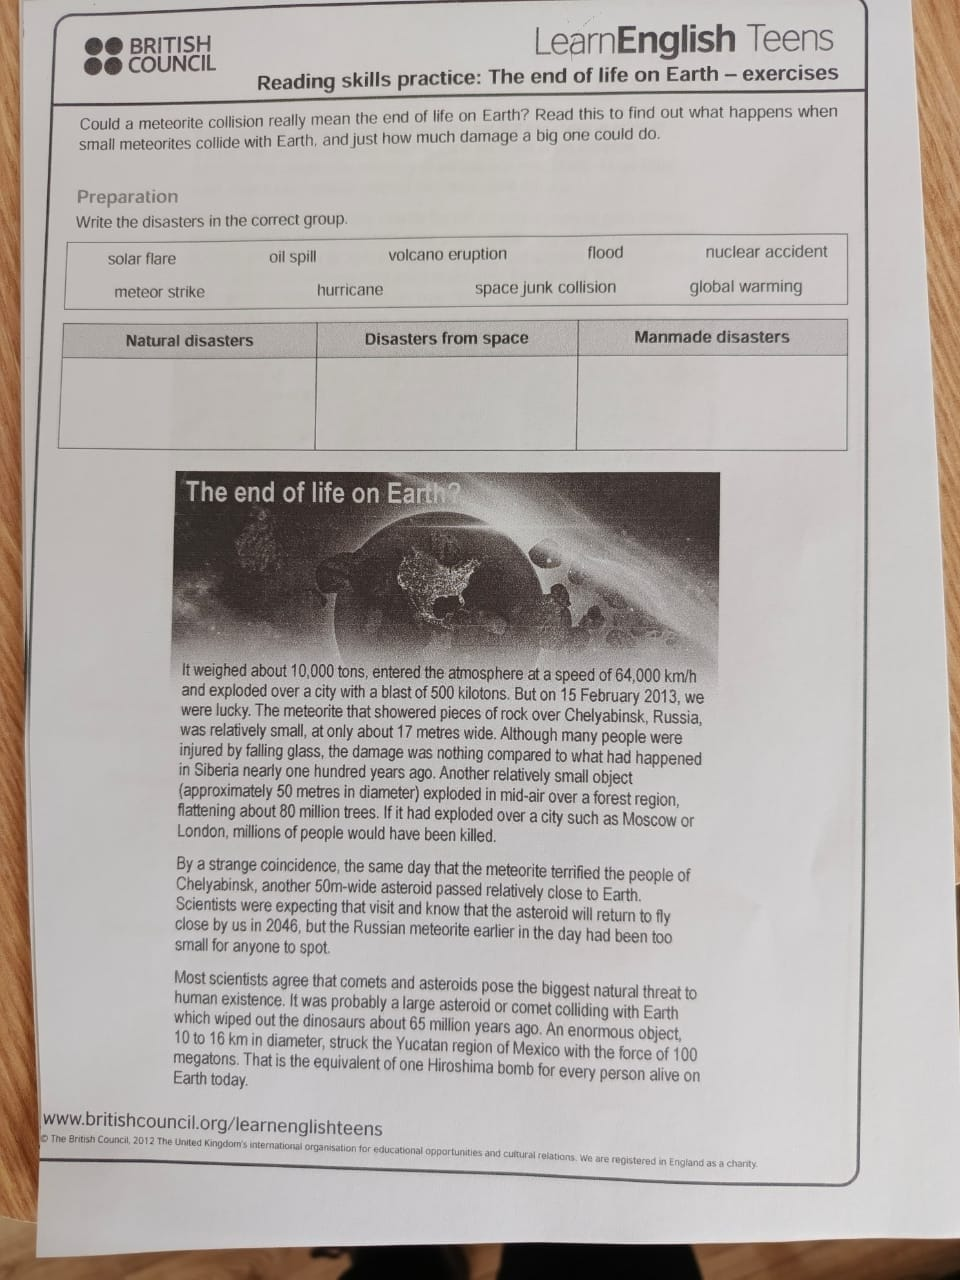 BRITISH
COUNCIL
LearnEnglish Teens
Reading skills practice: The end of life on Earth – exercises
Could a meteorite collision really mean the end of life on Earth? Read this to find out what happens when
small meteorites collide with Earth, and just how much damage a big one could do.
Preparation
Write the disasters in the correct group.
solar flare oil spill volcano eruption flood nuclear accident
meteor strike hurricane space junk collision global warming
Natural disasters Disasters from space Manmade disasters
The end of life on Earth?
It weighed about 10,000 tons, entered the atmosphere at a speed of 64,000 km/h
and exploded over a city with a blast of 500 kilotons. But on 15 February 2013, we
were lucky. The meteorite that showered pieces of rock over Chelyabinsk, Russia,
was relatively small, at only about 17 metres wide. Although many people were
injured by falling glass, the damage was nothing compared to what had happened
in Siberia nearly one hundred years ago. Another relatively small object
(approximately 50 metres in diameter) exploded in mid-air over a forest region,
flattening about 80 million trees. If it had exploded over a city such as Moscow or
London, millions of people would have been killed.
By a strange coincidence, the same day that the meteorite terrified the people of
Chelyabinsk, another 50m-wide asteroid passed relatively close to Earth.
Scientists were expecting that visit and know that the asteroid will return to fly
close by us in 2046, but the Russian meteorite earlier in the day had been too
small for anyone to spot.
Most scientists agree that comets and asteroids pose the biggest natural threat to
human existence. It was probably a large asteroid or comet colliding with Earth
which wiped out the dinosaurs about 65 million years ago. An enormous object,
10 to 16 km in diameter, struck the Yucatan region of Mexico with the force of 100
megatons. That is the equivalent of one Hiroshima bomb for every person alive on
Earth today.
www.britishcouncil.org/learnenglishteens
© The British Council, 2012 The United Kingdom's international organisation for educational opportunities and cultural relations. We are registered in England as a charity.